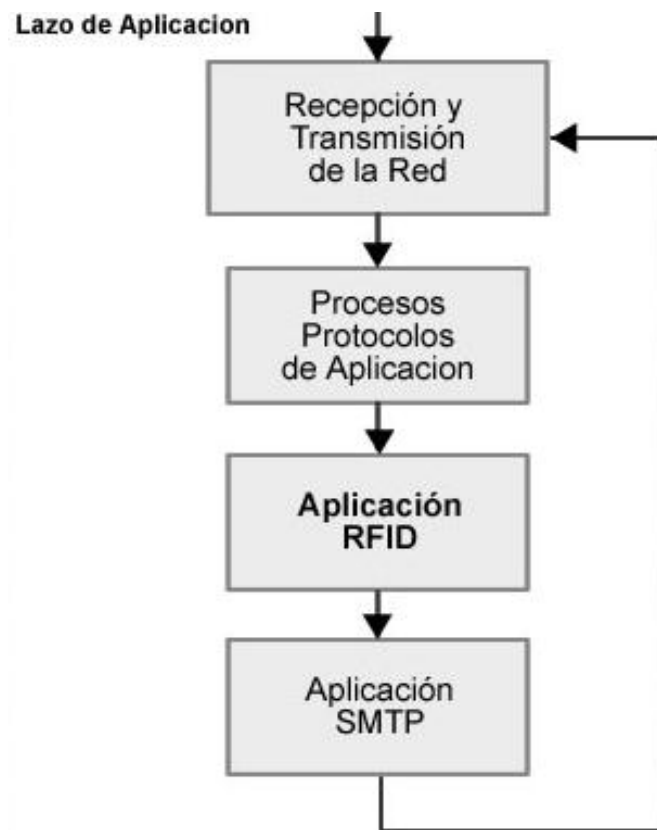 Lazo de Aplicacion
Recepción y
Transmisión
de la Red
Procesos
Protocolos
de Aplicacion
Aplicación
RFID
Aplicación
SMTP